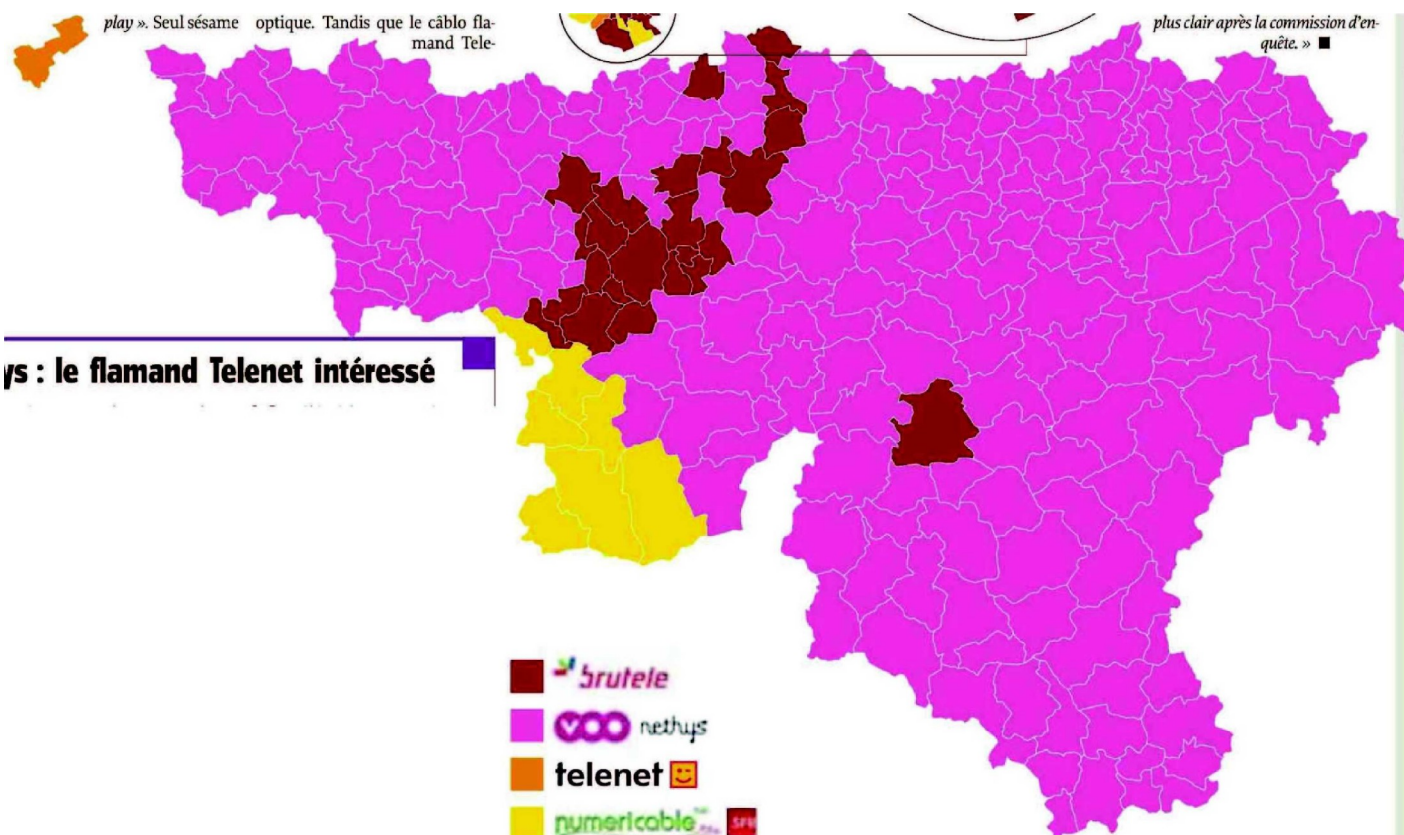 play ». Seul sésame
optique. Tandis que le câblo fla-
mand Tele-
plus clair après la commission d'en-
quête. » ■
ys : le flamand Telenet intéressé
brutele
VOO nethys
telenet
numericable SFR